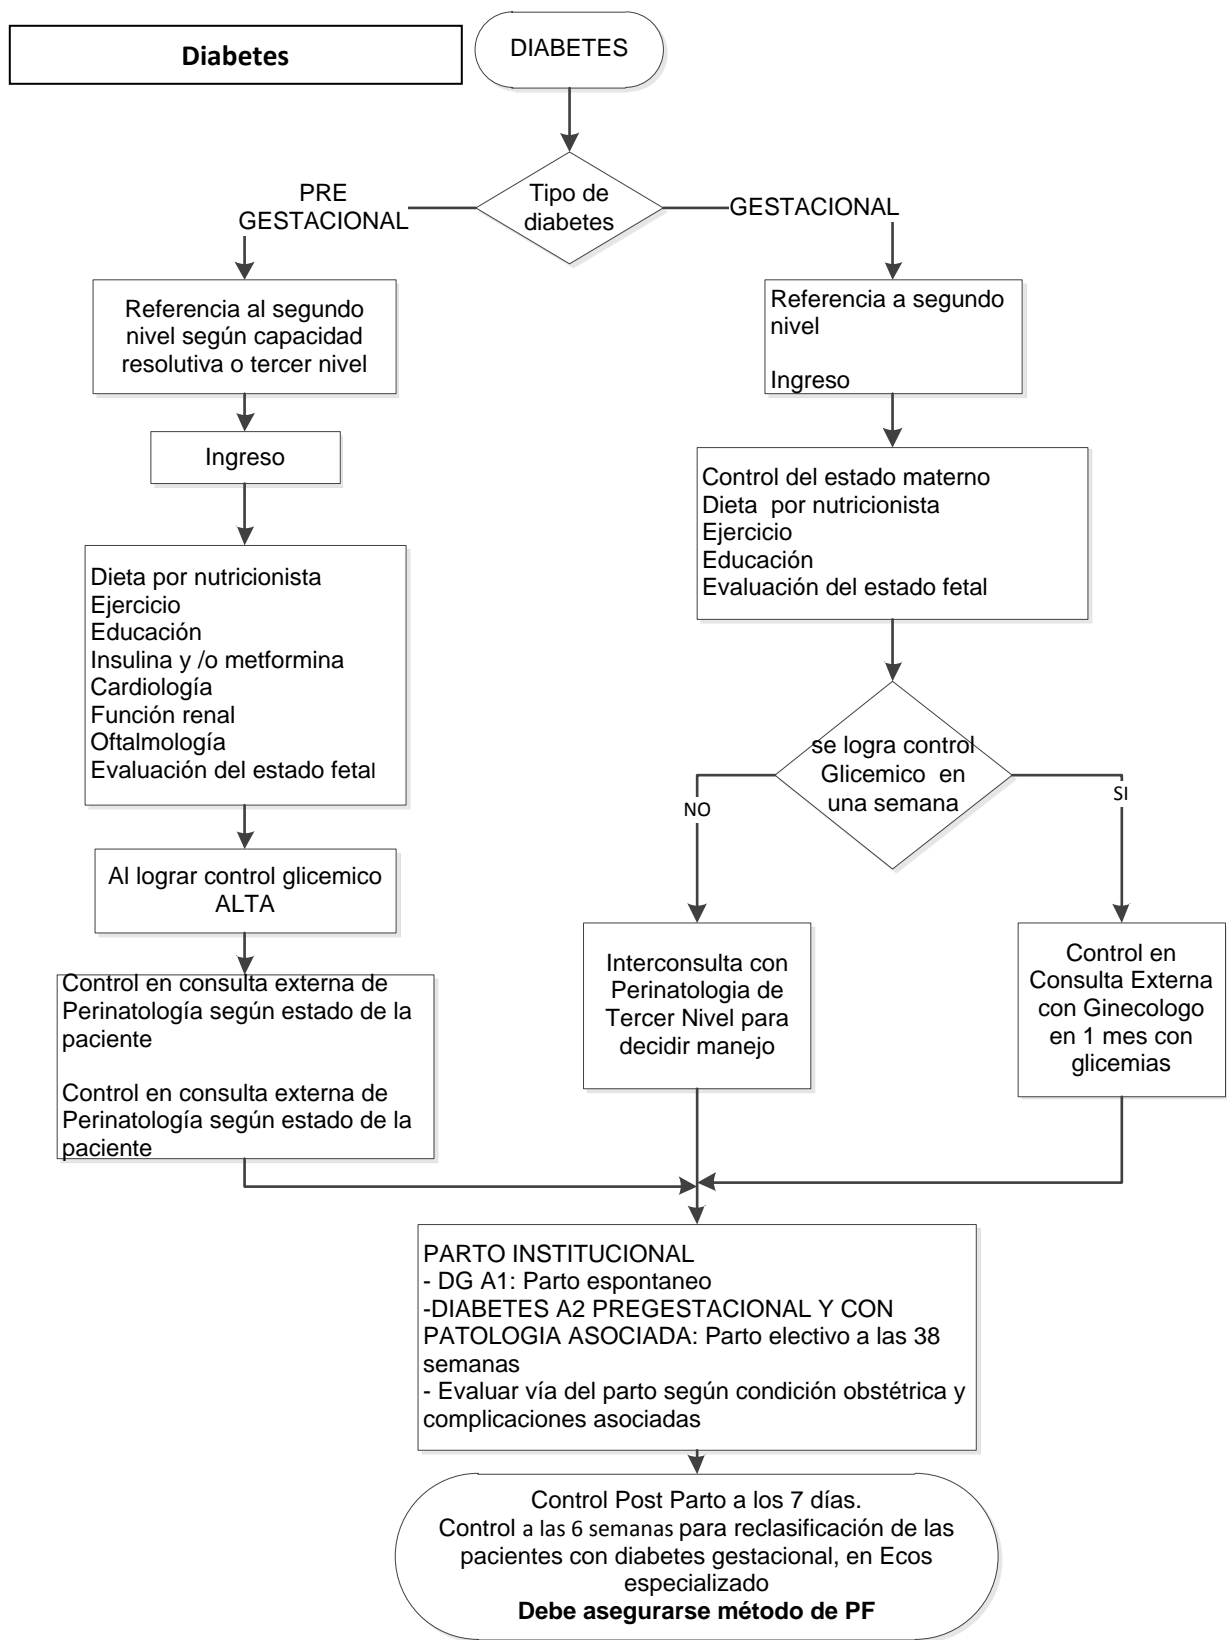 Diabetes
DIABETES
Tipo de
diabetes
PRE
GESTACIONAL
GESTACIONAL
Referencia al segundo
nivel según capacidad
resolutiva o tercer nivel
Ingreso
Dieta por nutricionista
Ejercicio
Educación
Insulina y /o metformina
Cardiología
Función renal
Oftalmología
Evaluación del estado fetal
Al lograr control glicemico
ALTA
Control en consulta externa de
Perinatología según estado de la
paciente
Control en consulta externa de
Perinatología según estado de la
paciente
Referencia a segundo
nivel
Ingreso
Control del estado materno
Dieta por nutricionista
Ejercicio
Educación
Evaluación del estado fetal
se logra control
Glicemico en
una semana
NO
SI
Interconsulta con
Perinatologia de
Tercer Nivel para
decidir manejo
Control en
Consulta Externa
con Ginecologo
en 1 mes con
glicemias
PARTO INSTITUCIONAL
- DG A1: Parto espontaneo
-DIABETES A2 PREGESTACIONAL Y CON
PATOLOGIA ASOCIADA: Parto electivo a las 38
semanas
- Evaluar vía del parto según condición obstétrica y
complicaciones asociadas
Control Post Parto a los 7 días.
Control a las 6 semanas para reclasificación de las
pacientes con diabetes gestacional, en Ecos
especializado
Debe asegurarse método de PF